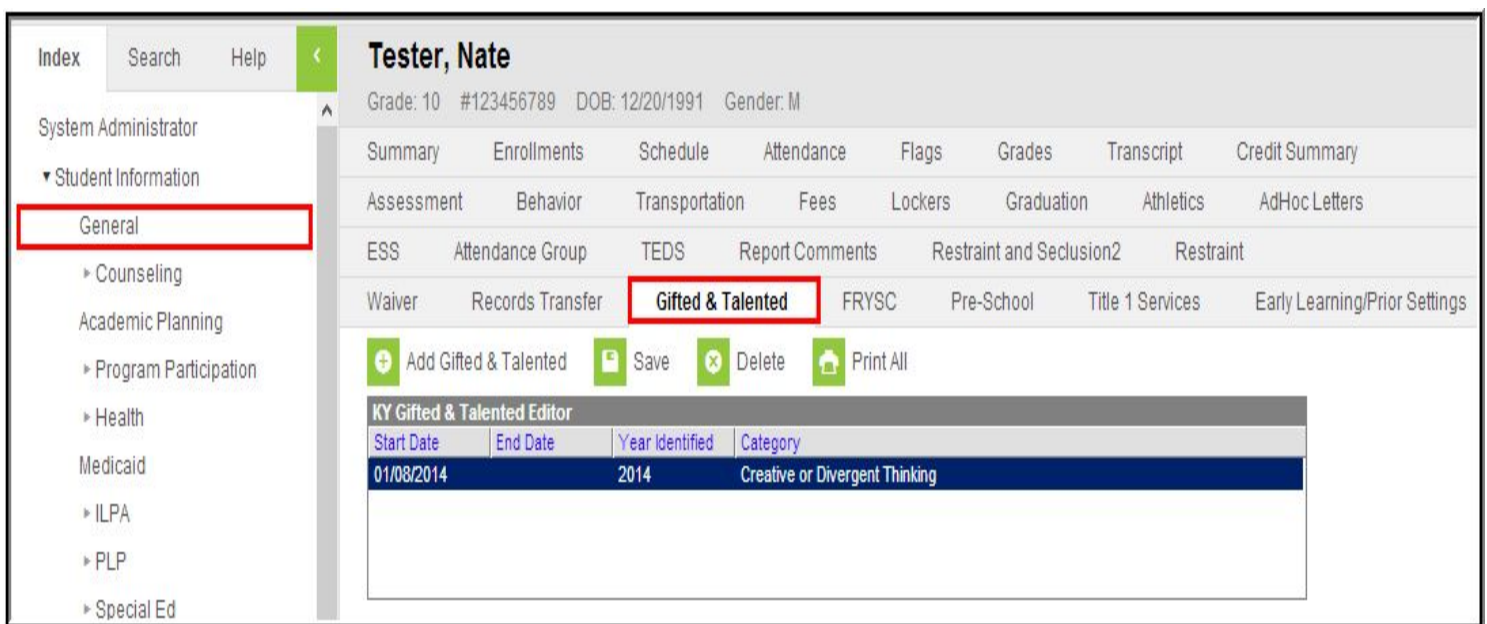 Index Search Help
System Administrator
Student Information
General
Counseling
Academic Planning
Program Participation
Health
Medicaid
ILPA
PLP
Special Ed
Tester, Nate
Grade: 10 #123456789 DOB: 12/20/1991 Gender: M
Summary Enrollments Schedule Attendance Flags Grades Transcript Credit Summary
Assessment Behavior Transportation Fees Lockers Graduation Athletics AdHoc Letters
ESS Attendance Group TEDS Report Comments Restraint and Seclusion2 Restraint
Waiver Records Transfer Gifted & Talented FRYSC Pre-School Title 1 Services Early Learning/Prior Settings
Add Gifted & Talented Save Delete Print All
KY Gifted & Talented Editor
Start Date End Date Year Identified Category
01/08/2014 2014 Creative or Divergent Thinking